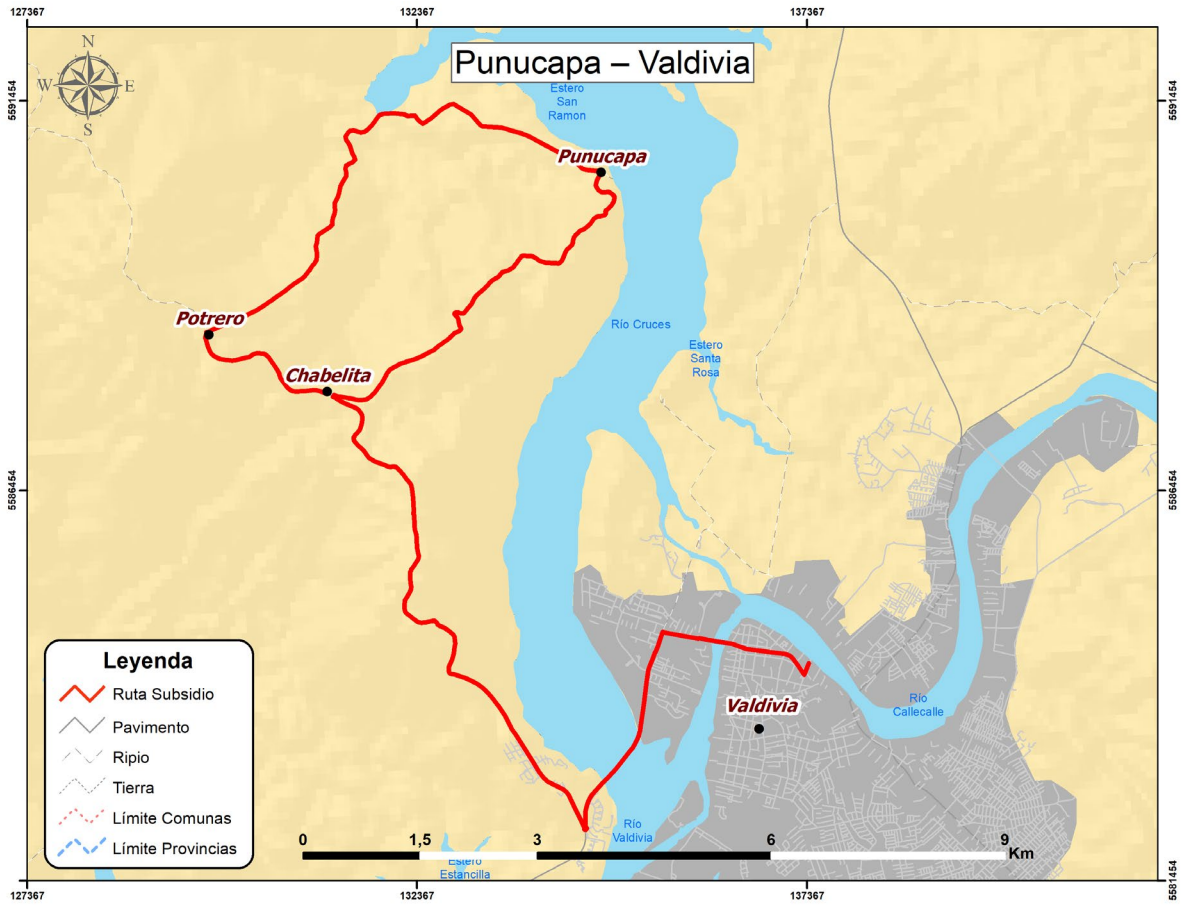 127367
132367
137367
Punucapa – Valdivia
N
W
E
S
5591454
5591454
Estero
San
Ramon
Punucapa
Potrero
Río Cruces
Estero
Santa
Rosa
Chabelita
5586454
5586454
Río
Callecalle
Valdivia
Leyenda
Ruta Subsidio
Pavimento
Ripio
Tierra
Límite Comunas
Límite Provincias
Río
Valdivia
0
1,5
3
6
9
Km
Estero
Estancilla
5581454
127367
132367
137367